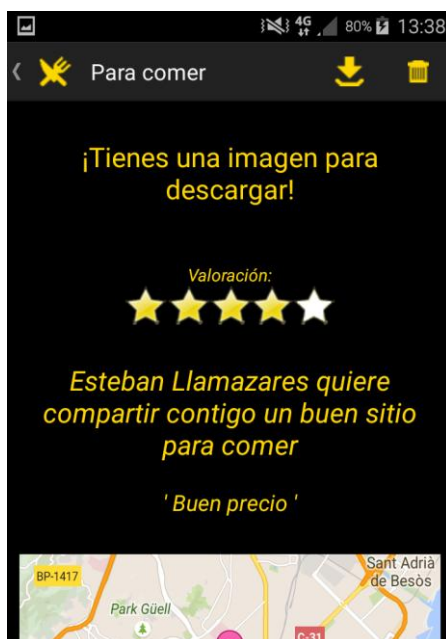 4G 80% 13:38
Para comer
¡Tienes una imagen para
descargar!
Valoración:
Esteban Llamazares quiere
compartir contigo un buen sitio
para comer
' Buen precio '
Sant Adrià
de Besòs
BP-1417
Park Güell
C-31